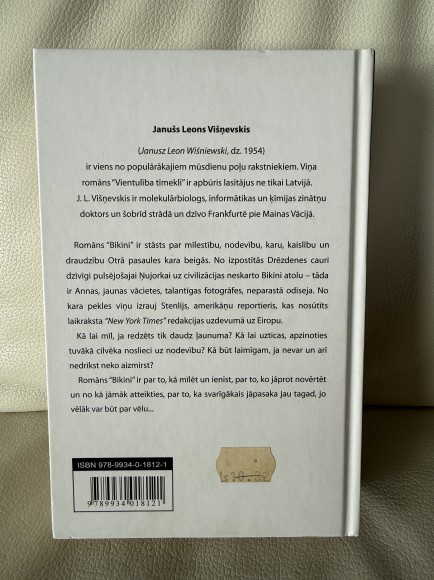 Janušs Leons Višņevskis
(Janusz Leon Wiśniewski, dz. 1954)
ir viens no populārākajiem mūsdienu poļu rakstniekiem. Viņa
romāns "Vientulība tīmeklī" ir apbūris lasītājus ne tikai Latvijā.
J. L. Višņevskis ir molekulārbiologs, informātikas un ķīmijas zinātņu
doktors un šobrīd strādā un dzīvo Frankfurtē pie Mainas Vācijā.
Romāns "Bikini" ir stāsts par mīlestību, nodevību, karu, kaislību un
draudzību Otrā pasaules kara beigās. No izpostītās Drēzdenes cauri
dzīvīgi pulsējošajai Ņujorkai uz civilizācijas neskarto Bikini atolu – tāda
ir Annas, jaunas vācietes, talantīgas fotogrāfes, neparastā odiseja. No
kara pekles viņu izrauj Stenlijs, amerikāņu reportieris, kas nosūtīts
laikraksta "New York Times" redakcijas uzdevumā uz Eiropu.
Kā lai mīl, ja redzēts tik daudz ļaunuma? Kā lai uzticas, apzinoties
tuvākā cilvēka noslieci uz nodevību? Kā būt laimīgam, ja nevar un arī
nedrīkst neko aizmirst?
Romāns "Bikini" ir par to, kā mīlēt un ienīst, par to, ko jāprot novērtēt
un no kā jāmāk atteikties, par to, ka svarīgākais jāpasaka jau tagad, jo
vēlāk var būt par vēlu...
ISBN 978-9934-0-1812-1
9789934018121